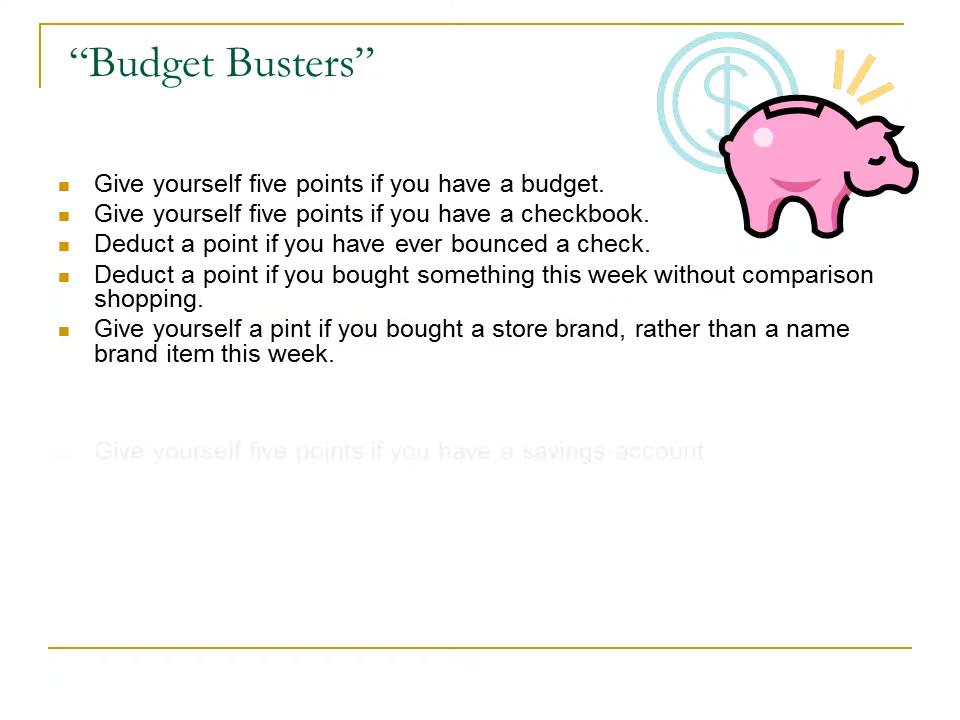 “Budget Busters”
Give yourself five points if you have a budget.
Give yourself five points if you have a checkbook.
Deduct a point if you have ever bounced a check.
Deduct a point if you bought something this week without comparison
shopping.
Give yourself a pint if you bought a store brand, rather than a name
brand item this week.
Give yourself five points if you have a savings account